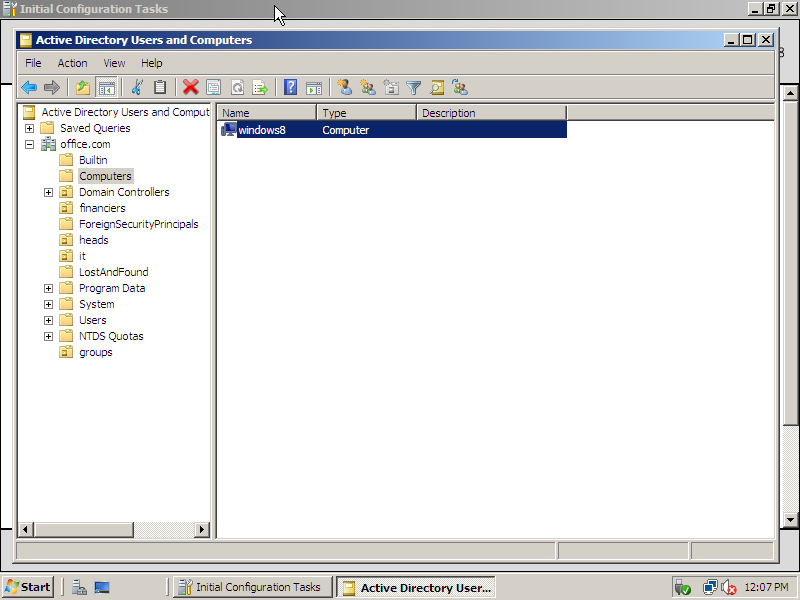 Initial Configuration Tasks
Active Directory Users and Computers
File Action View Help
Active Directory Users and Comput
Saved Queries
office.com
Builtin
Computers
Domain Controllers
financiers
ForeignSecurityPrincipals
heads
it
LostAndFound
Program Data
System
Users
NTDS Quotas
groups
Name Type Description
windows8 Computer
Start Initial Configuration Tasks Active Directory User... 12:07 PM